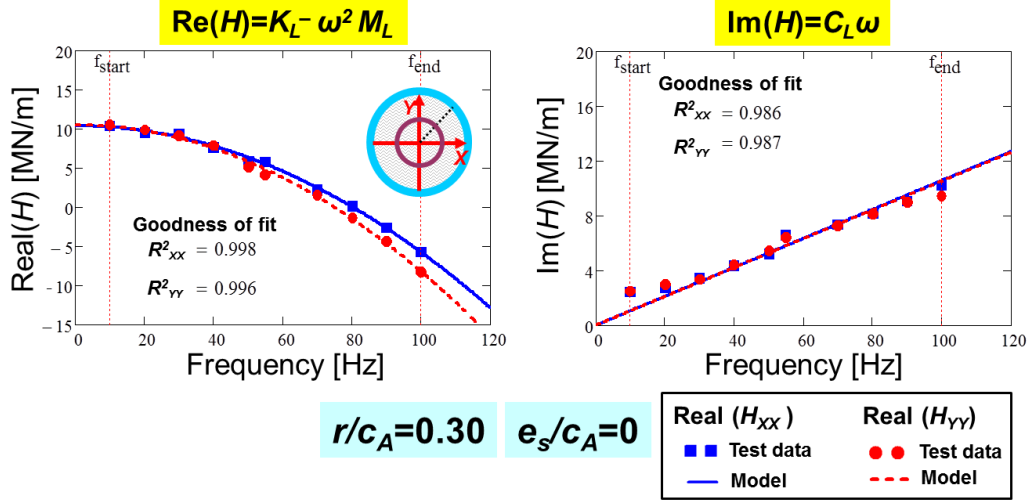 Re(H)=K_L- ω² M_L
Im(H)=C_Lω
Real(H) [MN/m]
20
15
10
5
0
−5
−10
−15
f_start
f_end
Y
X
Goodness of fit
R²_XX = 0.998
R²_YY = 0.996
0 20 40 60 80 100 120
Frequency [Hz]
Im(H) [MN/m]
20
16
12
8
4
0
f_start
f_end
Goodness of fit
R²_XX = 0.986
R²_YY = 0.987
0 20 40 60 80 100 120
Frequency [Hz]
r/c_A=0.30
e_s/c_A=0
Real (H_XX) Real (H_YY)
Test data Test data
Model Model